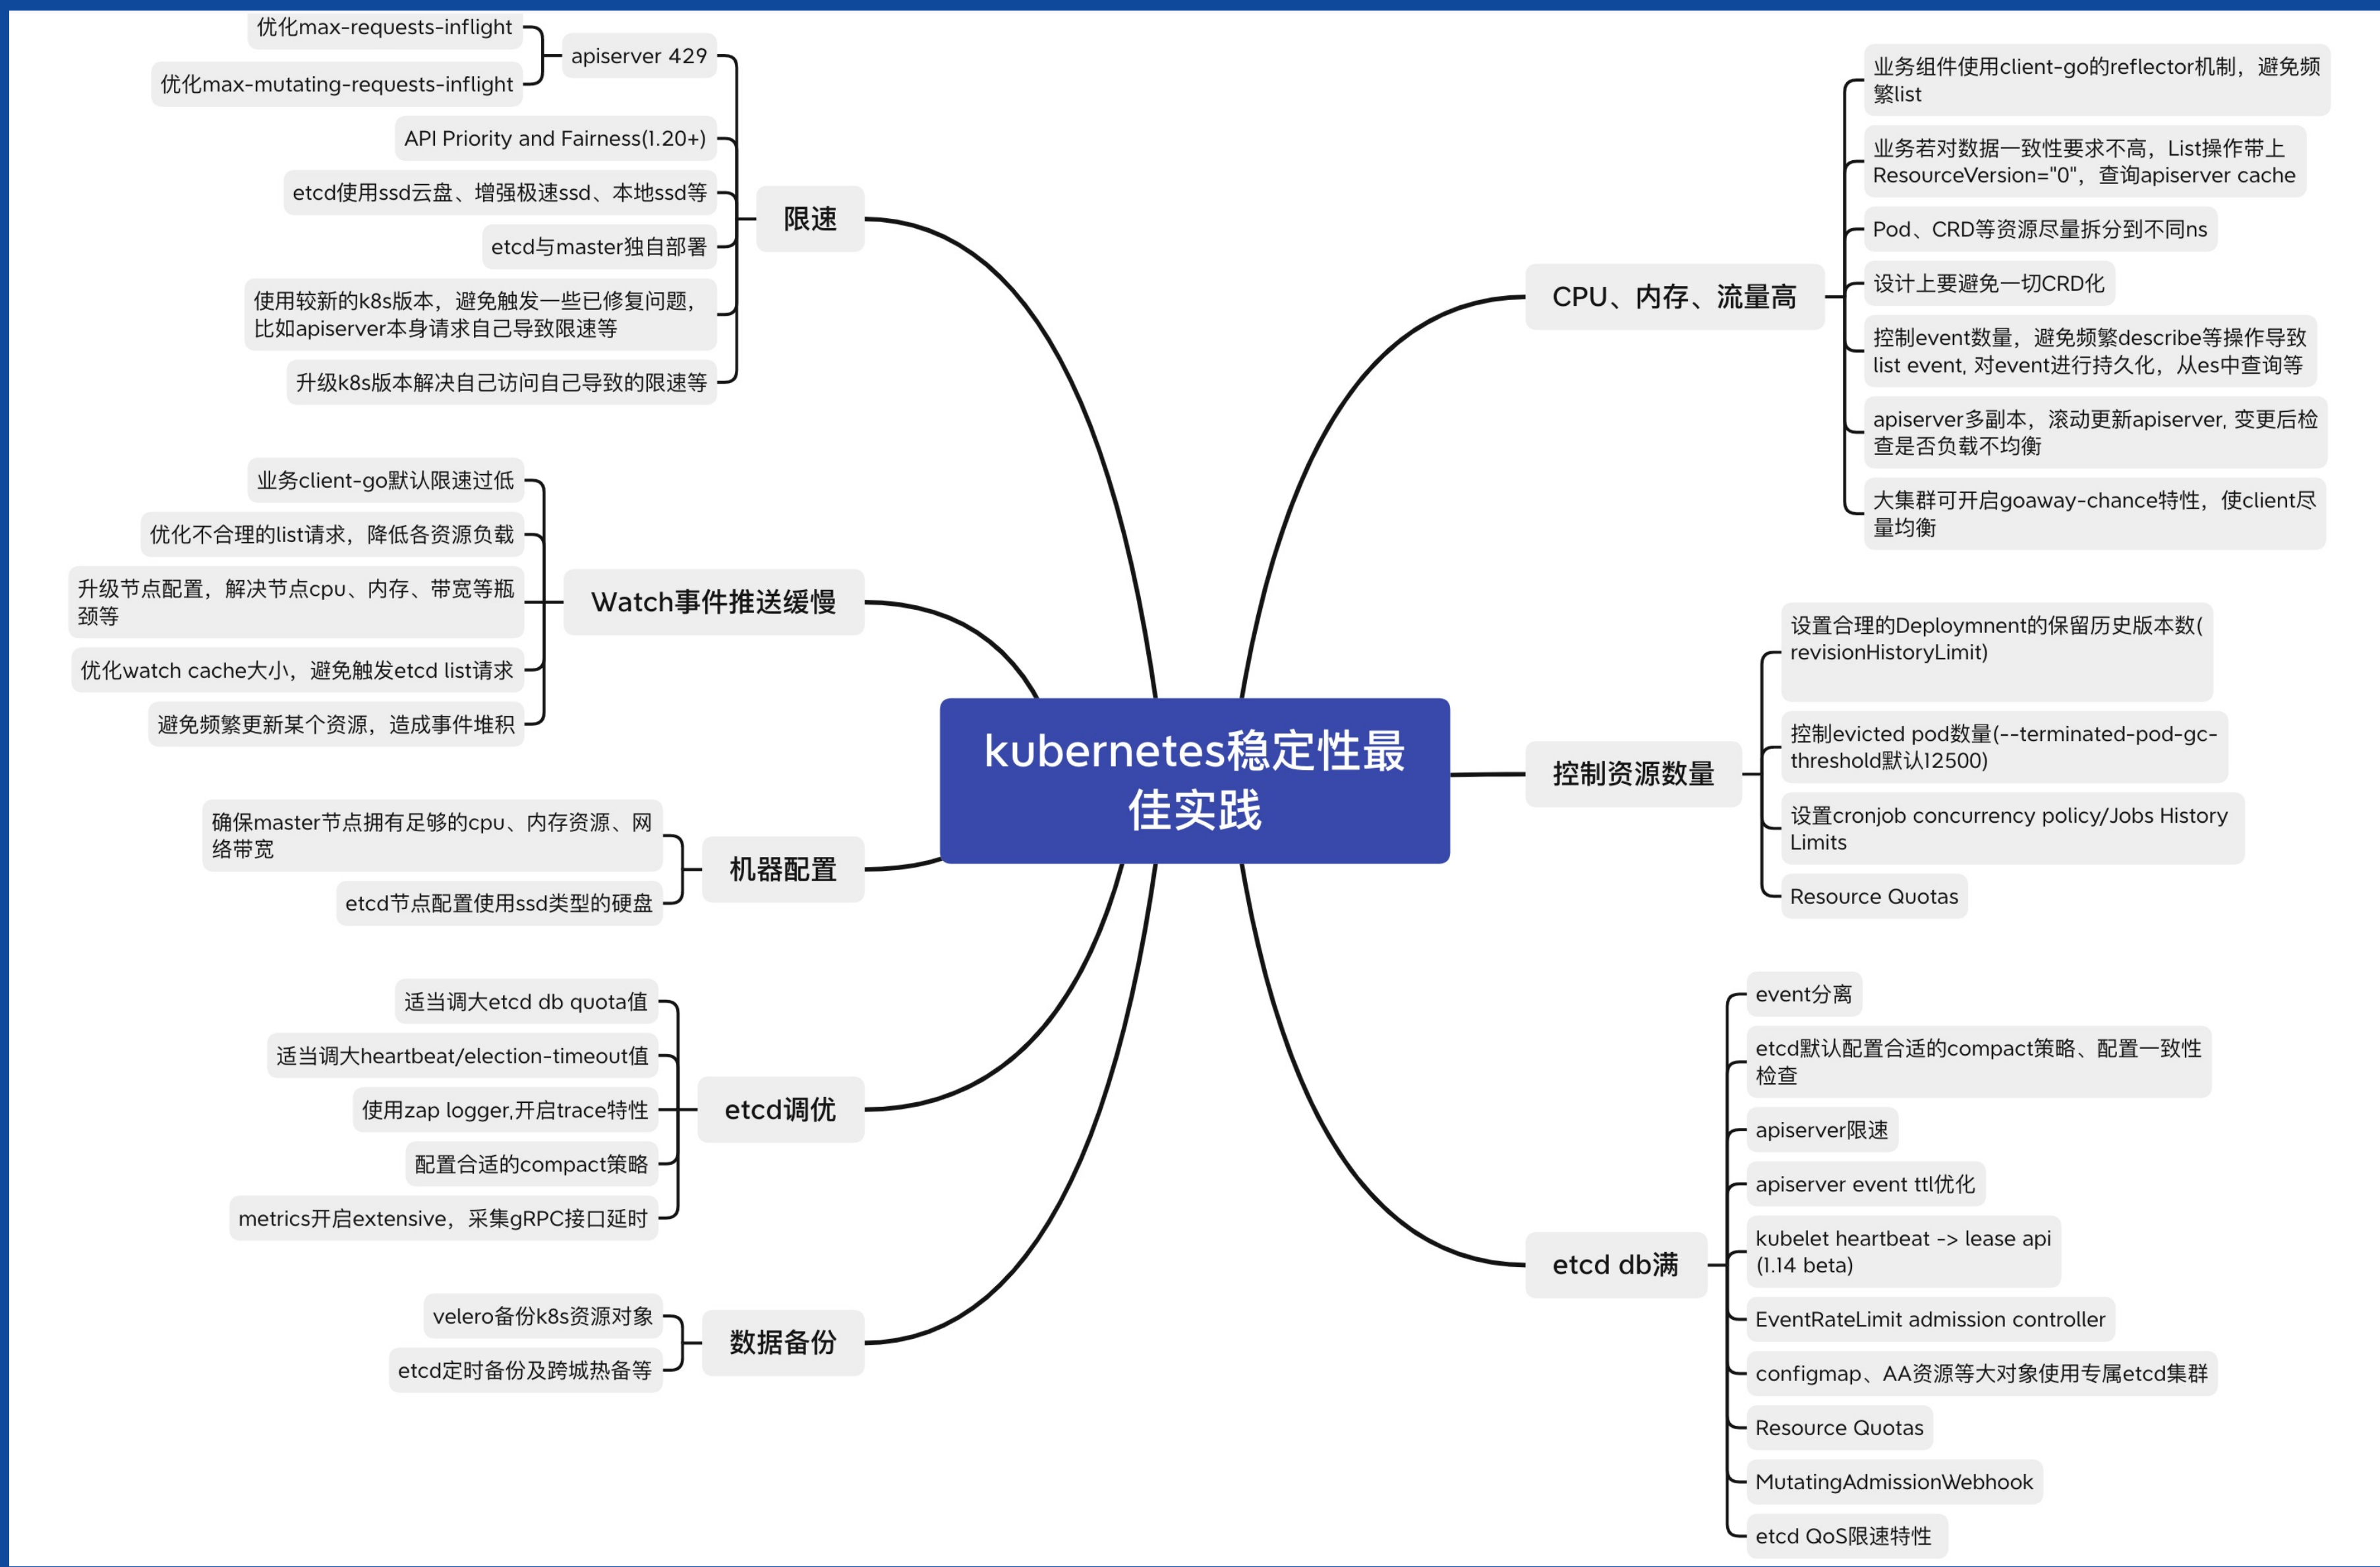 kubernetes稳定性最
佳实践
限速
apiserver 429
优化max-requests-inflight
优化max-mutating-requests-inflight
API Priority and Fairness(1.20+)
etcd使用ssd云盘、增强极速ssd、本地ssd等
etcd与master独自部署
使用较新的k8s版本，避免触发一些已修复问题，
比如apiserver本身请求自己导致限速等
升级k8s版本解决自己访问自己导致的限速等
Watch事件推送缓慢
业务client-go默认限速过低
优化不合理的list请求，降低各资源负载
升级节点配置，解决节点cpu、内存、带宽等瓶
颈等
优化watch cache大小，避免触发etcd list请求
避免频繁更新某个资源，造成事件堆积
机器配置
确保master节点拥有足够的cpu、内存资源、网
络带宽
etcd节点配置使用ssd类型的硬盘
etcd调优
适当调大etcd db quota值
适当调大heartbeat/election-timeout值
使用zap logger,开启trace特性
配置合适的compact策略
metrics开启extensive，采集gRPC接口延时
数据备份
velero备份k8s资源对象
etcd定时备份及跨城热备等
CPU、内存、流量高
业务组件使用client-go的reflector机制，避免频
繁list
业务若对数据一致性要求不高，List操作带上
ResourceVersion="0"，查询apiserver cache
Pod、CRD等资源尽量拆分到不同ns
设计上要避免一切CRD化
控制event数量，避免频繁describe等操作导致
list event, 对event进行持久化，从es中查询等
apiserver多副本，滚动更新apiserver, 变更后检
查是否负载不均衡
大集群可开启goaway-chance特性，使client尽
量均衡
控制资源数量
设置合理的Deploymnent的保留历史版本数(
revisionHistoryLimit)
控制evicted pod数量(--terminated-pod-gc-
threshold默认12500)
设置cronjob concurrency policy/Jobs History
Limits
Resource Quotas
etcd db满
event分离
etcd默认配置合适的compact策略、配置一致性
检查
apiserver限速
apiserver event ttl优化
kubelet heartbeat -> lease api
(1.14 beta)
EventRateLimit admission controller
configmap、AA资源等大对象使用专属etcd集群
Resource Quotas
MutatingAdmissionWebhook
etcd QoS限速特性